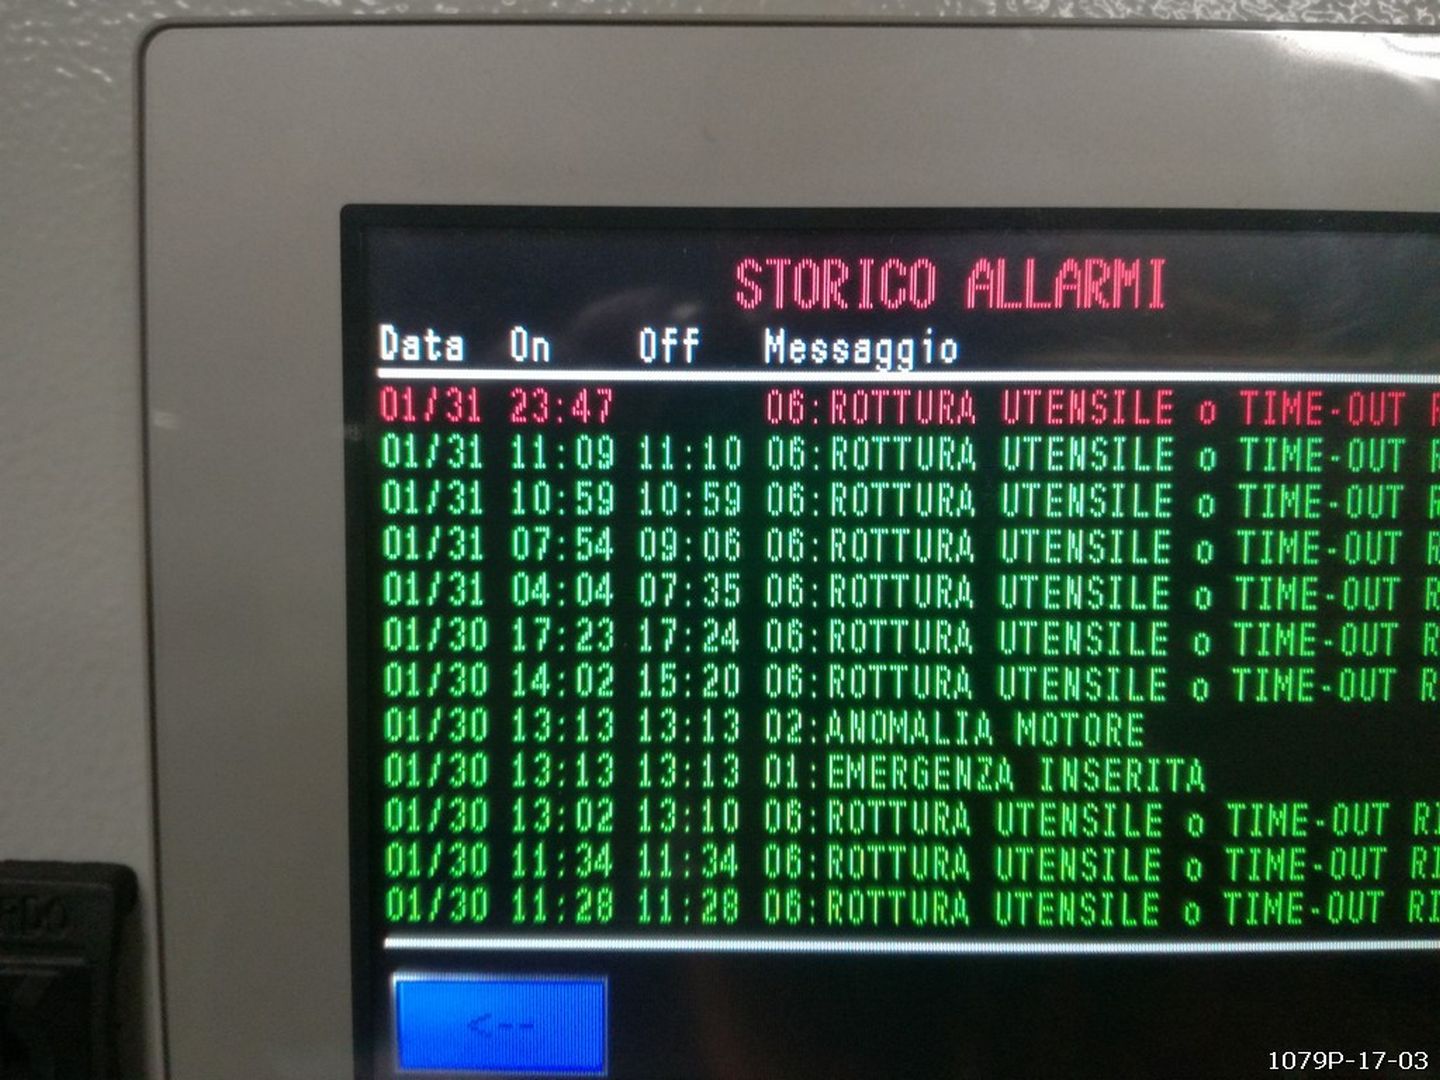 STORICO ALLARMI
Data On Off Messaggio
01/31 23:47 06:ROTTURA UTENSILE o TIME-OUT
01/31 11:09 11:10 06:ROTTURA UTENSILE o TIME-OUT
01/31 10:59 10:59 06:ROTTURA UTENSILE o TIME-OUT
01/31 07:54 09:06 06:ROTTURA UTENSILE o TIME-OUT
01/31 04:04 07:35 06:ROTTURA UTENSILE o TIME-OUT
01/30 17:23 17:24 06:ROTTURA UTENSILE o TIME-OUT
01/30 14:02 15:20 06:ROTTURA UTENSILE o TIME-OUT R
01/30 13:13 13:13 02:ANOMALIA MOTORE
01/30 13:13 13:13 01:EMERGENZA INSERITA
01/30 13:02 13:10 06:ROTTURA UTENSILE o TIME-OUT RI
01/30 11:34 11:34 06:ROTTURA UTENSILE o TIME-OUT RI
01/30 11:28 11:28 06:ROTTURA UTENSILE o TIME-OUT RI
<--
1079P-17-03